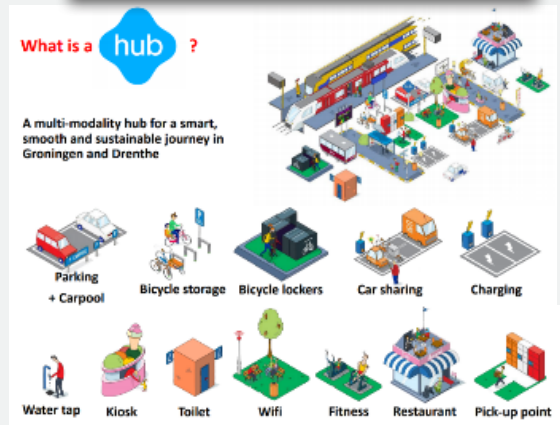 What is a hub ?
A multi-modality hub for a smart,
smooth and sustainable journey in
Groningen and Drenthe
Parking
+ Carpool
Bicycle storage
Bicycle lockers
Car sharing
Charging
Water tap
Kiosk
Toilet
Wifi
Fitness
Restaurant
Pick-up point